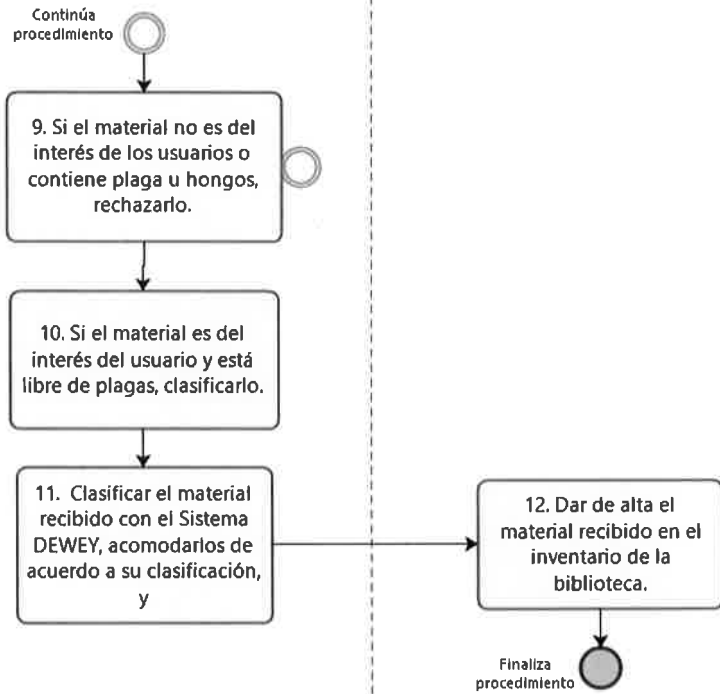 Continúa
procedimiento
9. Si el material no es del
interés de los usuarios o
contiene plaga u hongos,
rechazarlo.
10. Si el material es del
interés del usuario y está
libre de plagas, clasificarlo.
11. Clasificar el material
recibido con el Sistema
DEWEY, acomodarlos de
acuerdo a su clasificación,
y
12. Dar de alta el
material recibido en el
inventario de la
biblioteca.
Finaliza
procedimiento